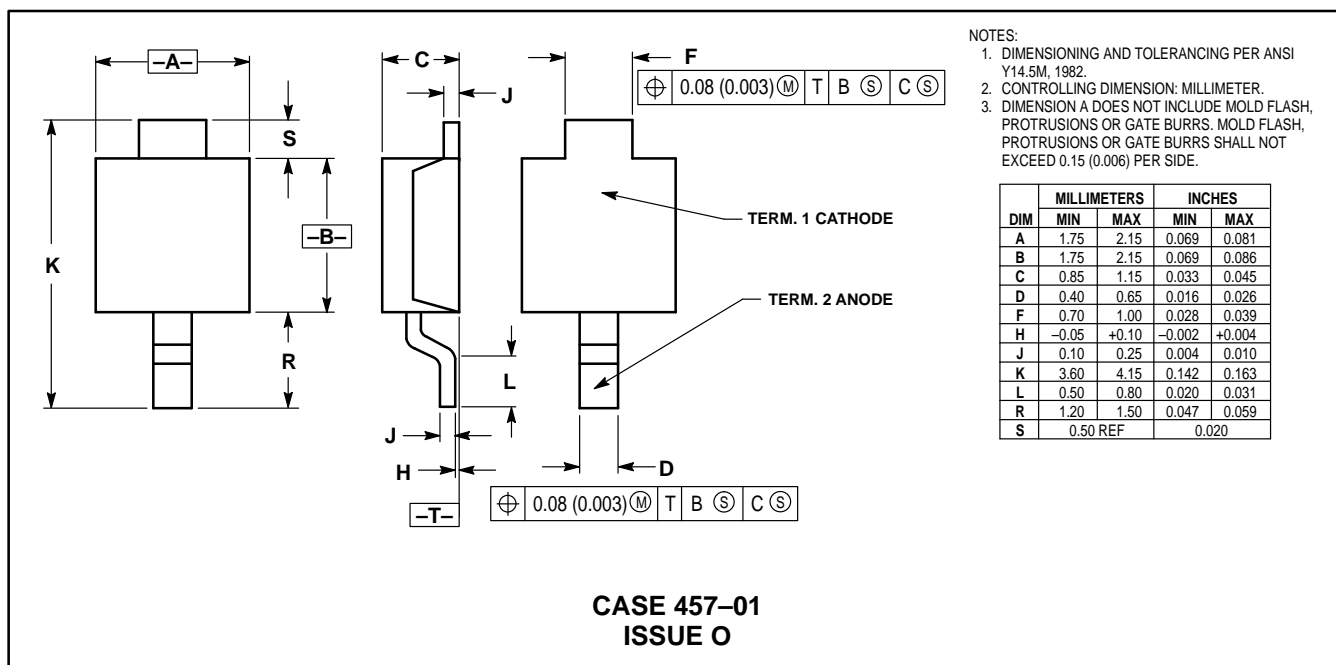 –A–
S
K
R
–B–
C
J
L
J
H
–T–
F
⌖ 0.08 (0.003) Ⓜ T B Ⓢ C Ⓢ
TERM. 1 CATHODE
TERM. 2 ANODE
D
⌖ 0.08 (0.003) Ⓜ T B Ⓢ C Ⓢ
NOTES:
1. DIMENSIONING AND TOLERANCING PER ANSI
Y14.5M, 1982.
2. CONTROLLING DIMENSION: MILLIMETER.
3. DIMENSION A DOES NOT INCLUDE MOLD FLASH,
PROTRUSIONS OR GATE BURRS. MOLD FLASH,
PROTRUSIONS OR GATE BURRS SHALL NOT
EXCEED 0.15 (0.006) PER SIDE.
MILLIMETERS INCHES
DIM MIN MAX MIN MAX
A 1.75 2.15 0.069 0.081
B 1.75 2.15 0.069 0.086
C 0.85 1.15 0.033 0.045
D 0.40 0.65 0.016 0.026
F 0.70 1.00 0.028 0.039
H –0.05 +0.10 –0.002 +0.004
J 0.10 0.25 0.004 0.010
K 3.60 4.15 0.142 0.163
L 0.50 0.80 0.020 0.031
R 1.20 1.50 0.047 0.059
S 0.50 REF 0.020
CASE 457–01
ISSUE O